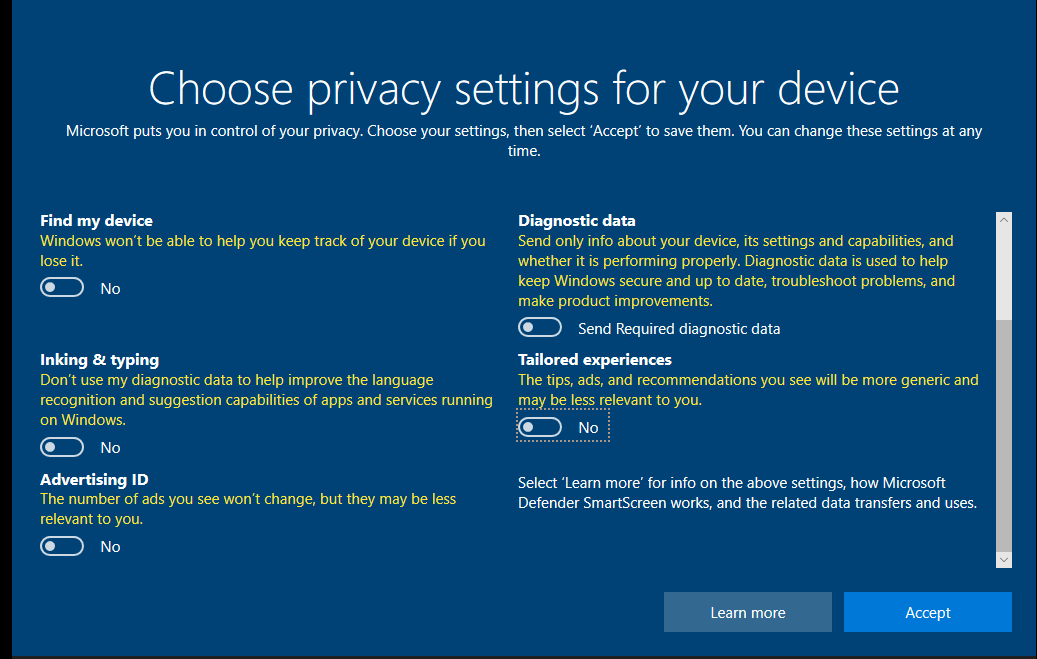 Choose privacy settings for your device
Microsoft puts you in control of your privacy. Choose your settings, then select ‘Accept’ to save them. You can change these settings at any
time.
Find my device
Windows won’t be able to help you keep track of your device if you
lose it.
No
Inking & typing
Don’t use my diagnostic data to help improve the language
recognition and suggestion capabilities of apps and services running
on Windows.
No
Advertising ID
The number of ads you see won’t change, but they may be less
relevant to you.
No
Diagnostic data
Send only info about your device, its settings and capabilities, and
whether it is performing properly. Diagnostic data is used to help
keep Windows secure and up to date, troubleshoot problems, and
make product improvements.
Send Required diagnostic data
Tailored experiences
The tips, ads, and recommendations you see will be more generic and
may be less relevant to you.
No
Select ‘Learn more’ for info on the above settings, how Microsoft
Defender SmartScreen works, and the related data transfers and uses.
Learn more
Accept